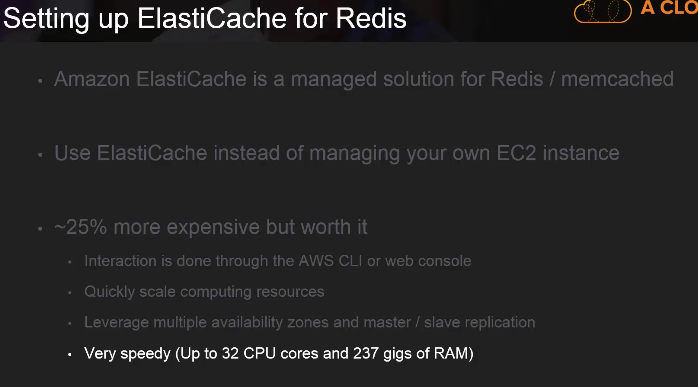 Setting up ElastiCache for Redis
A CLO
• Amazon ElastiCache is a managed solution for Redis / memcached
• Use ElastiCache instead of managing your own EC2 instance
• ~25% more expensive but worth it
• Interaction is done through the AWS CLI or web console
• Quickly scale computing resources
• Leverage multiple availability zones and master / slave replication
• Very speedy (Up to 32 CPU cores and 237 gigs of RAM)